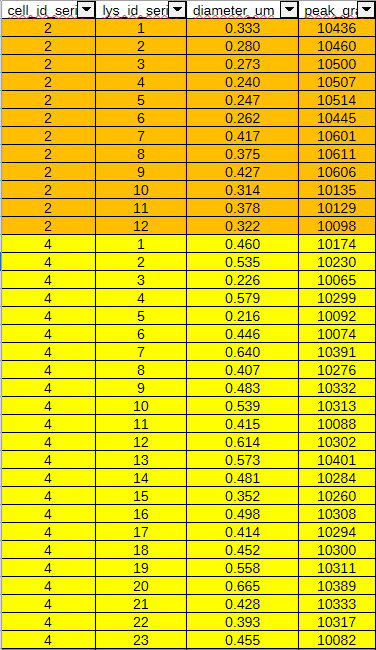 cell_id_seri lys_id_seri diameter_um peak_gra
2 1 0.333 10436
2 2 0.280 10460
2 3 0.273 10500
2 4 0.240 10507
2 5 0.247 10514
2 6 0.262 10445
2 7 0.417 10601
2 8 0.375 10611
2 9 0.427 10606
2 10 0.314 10135
2 11 0.378 10129
2 12 0.322 10098
4 1 0.460 10174
4 2 0.535 10230
4 3 0.226 10065
4 4 0.579 10299
4 5 0.216 10092
4 6 0.446 10074
4 7 0.640 10391
4 8 0.407 10276
4 9 0.483 10332
4 10 0.539 10313
4 11 0.415 10088
4 12 0.614 10302
4 13 0.573 10401
4 14 0.481 10284
4 15 0.352 10260
4 16 0.498 10308
4 17 0.414 10294
4 18 0.452 10300
4 19 0.558 10311
4 20 0.665 10389
4 21 0.428 10333
4 22 0.393 10317
4 23 0.455 10082